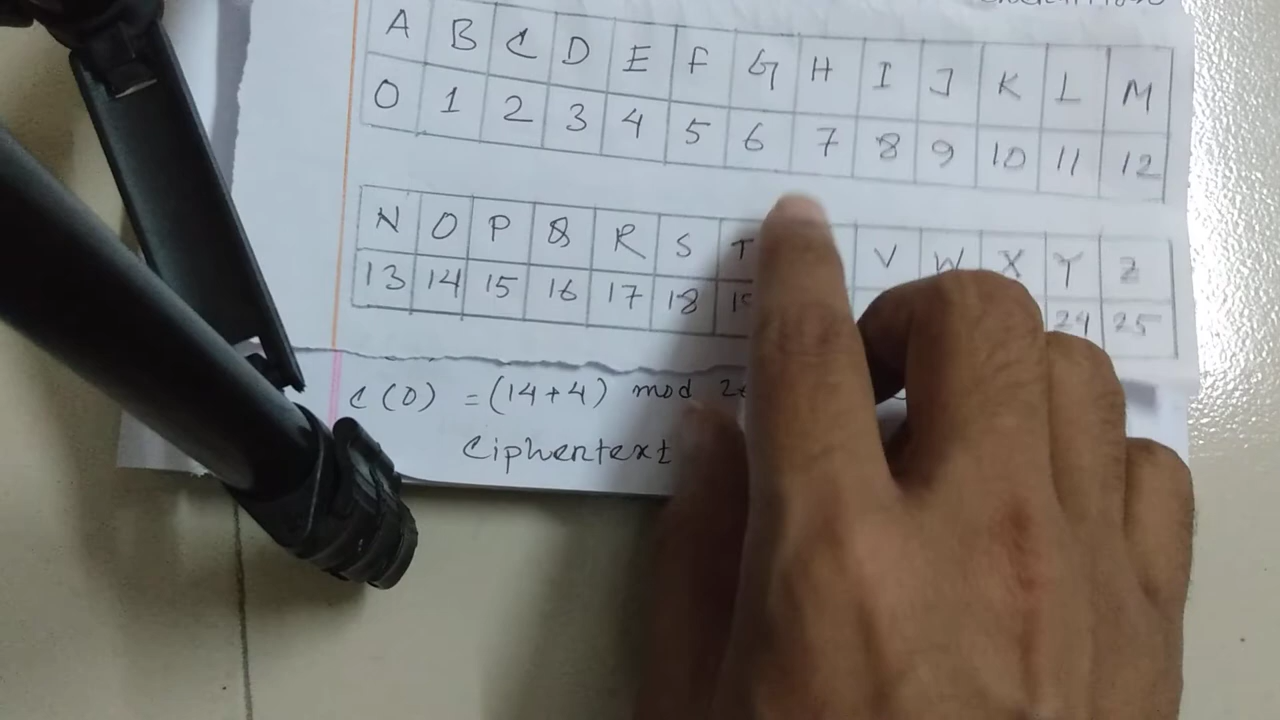 A B C D E F G H I J K L M
0 1 2 3 4 5 6 7 8 9 10 11 12
N O P Q R S T V W X Y Z
13 14 15 16 17 18 24 25
C (O) = (14+4) mod
Ciphertext